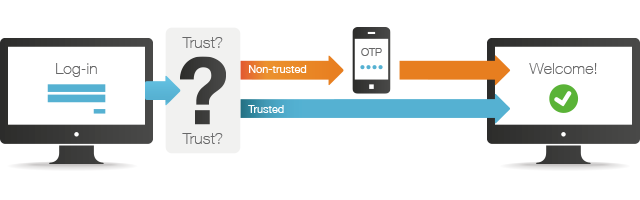 Log-in
Trust?
?
Trust?
Non-trusted
Trusted
OTP
Welcome!